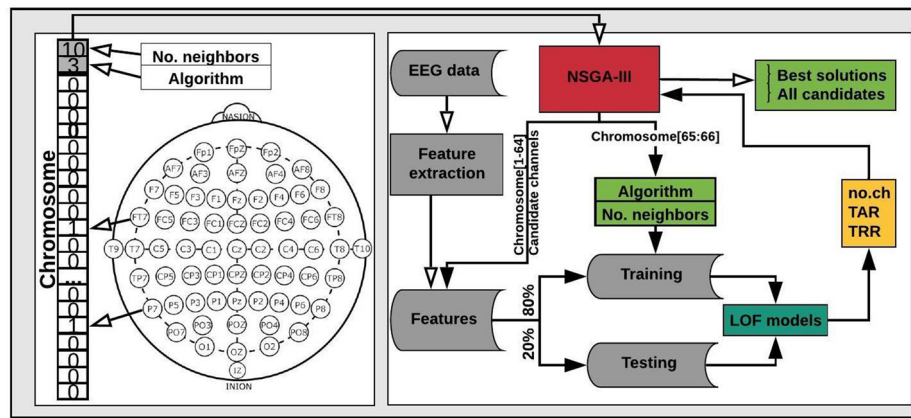 Chromosome
10
3
0
0
0
0
0
0
0
1
0
0
...
0
1
0
0
0
0
No. neighbors
Algorithm
NASION
Fp1 FpZ Fp2
AF7 AF3 AFZ AF4 AF8
F7 F5 F3 F1 Fz F2 F4 F6 F8
FT7 FC5 FC3 FC1 FCZ FC2 FC4 FC6 FT8
T9 T7 C5 C3 C1 Cz C2 C4 C6 T8 T10
TP7 CP5 CP3 CP1 CPZ CP2 CP4 CP6 TP8
P7 P5 P3 P1 Pz P2 P4 P6 P8
PO7 PO3 POZ PO4 PO8
O1 OZ O2
IZ
INION
EEG data
Feature
extraction
Features
NSGA-III
Chromosome[1-64]
Candidate channels
Chromosome[65:66]
Algorithm
No. neighbors
80%
20%
Training
Testing
LOF models
no.ch
TAR
TRR
Best solutions
All candidates